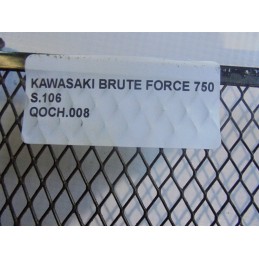 KAWASAKI BRUTE FORCE 750
S.106
QOCH.008